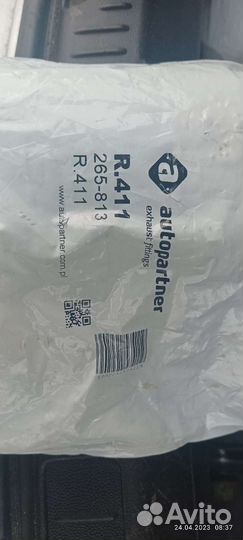 autopartner
exhaust fittings
R.411
265-813
R.411
www.autopartner.com.pl
24.04.2023 08:37
Avito